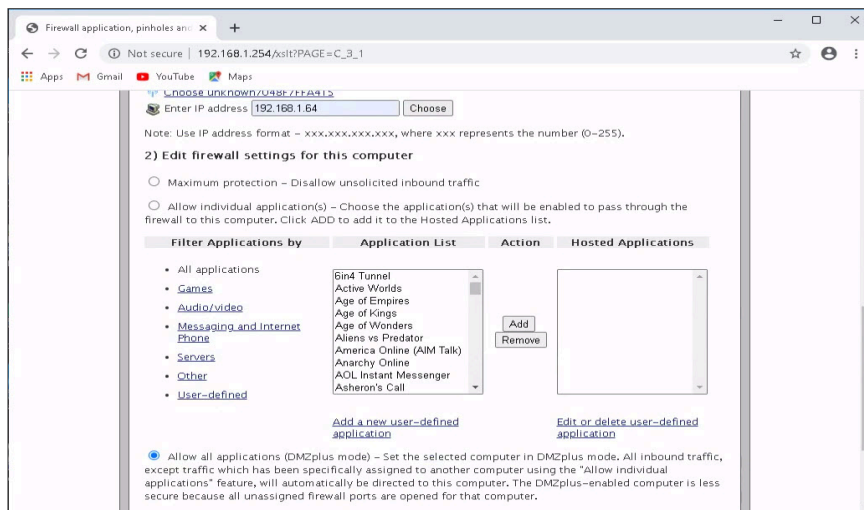 Firewall application, pinholes and
Not secure | 192.168.1.254/xslt?PAGE=C_3_1
Apps Gmail YouTube Maps
Choose unknown7048F7FFA415
Enter IP address 192.168.1.64 Choose
Note: Use IP address format – xxx.xxx.xxx.xxx, where xxx represents the number (0–255).
2) Edit firewall settings for this computer
Maximum protection – Disallow unsolicited inbound traffic
Allow individual application(s) – Choose the application(s) that will be enabled to pass through the
firewall to this computer. Click ADD to add it to the Hosted Applications list.
Filter Applications by Application List Action Hosted Applications
• All applications
• Games
• Audio/video
• Messaging and Internet
Phone
• Servers
• Other
• User–defined
6in4 Tunnel
Active Worlds
Age of Empires
Age of Kings
Age of Wonders
Aliens vs Predator
America Online (AIM Talk)
Anarchy Online
AOL Instant Messenger
Asheron's Call
Add
Remove
Add a new user–defined
application
Edit or delete user–defined
application
Allow all applications (DMZplus mode) – Set the selected computer in DMZplus mode. All inbound traffic,
except traffic which has been specifically assigned to another computer using the "Allow individual
applications" feature, will automatically be directed to this computer. The DMZplus–enabled computer is less
secure because all unassigned firewall ports are opened for that computer.